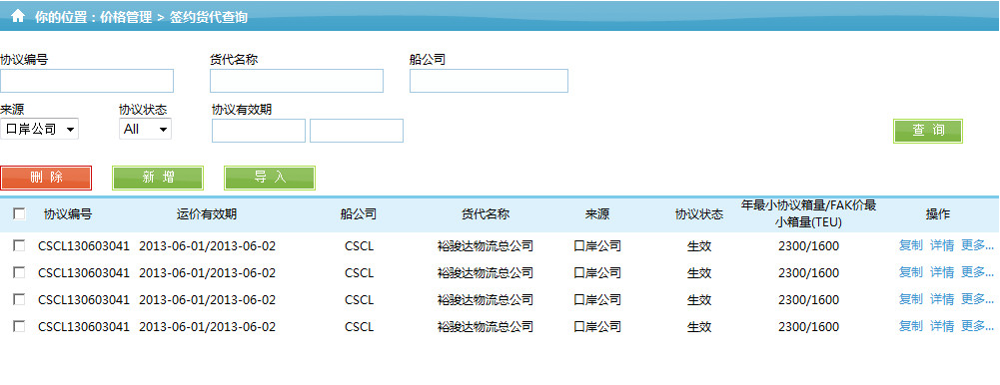 你的位置：价格管理 > 签约货代查询
协议编号 货代名称 船公司
来源 协议状态 协议有效期
口岸公司 All
查 询
删 除 新 增 导 入
协议编号 运价有效期 船公司 货代名称 来源 协议状态 年最小协议箱量/FAK价最
小箱量(TEU) 操作
CSCL130603041 2013-06-01/2013-06-02 CSCL 裕骏达物流总公司 口岸公司 生效 2300/1600 复制 详情 更多...
CSCL130603041 2013-06-01/2013-06-02 CSCL 裕骏达物流总公司 口岸公司 生效 2300/1600 复制 详情 更多...
CSCL130603041 2013-06-01/2013-06-02 CSCL 裕骏达物流总公司 口岸公司 生效 2300/1600 复制 详情 更多...
CSCL130603041 2013-06-01/2013-06-02 CSCL 裕骏达物流总公司 口岸公司 生效 2300/1600 复制 详情 更多...